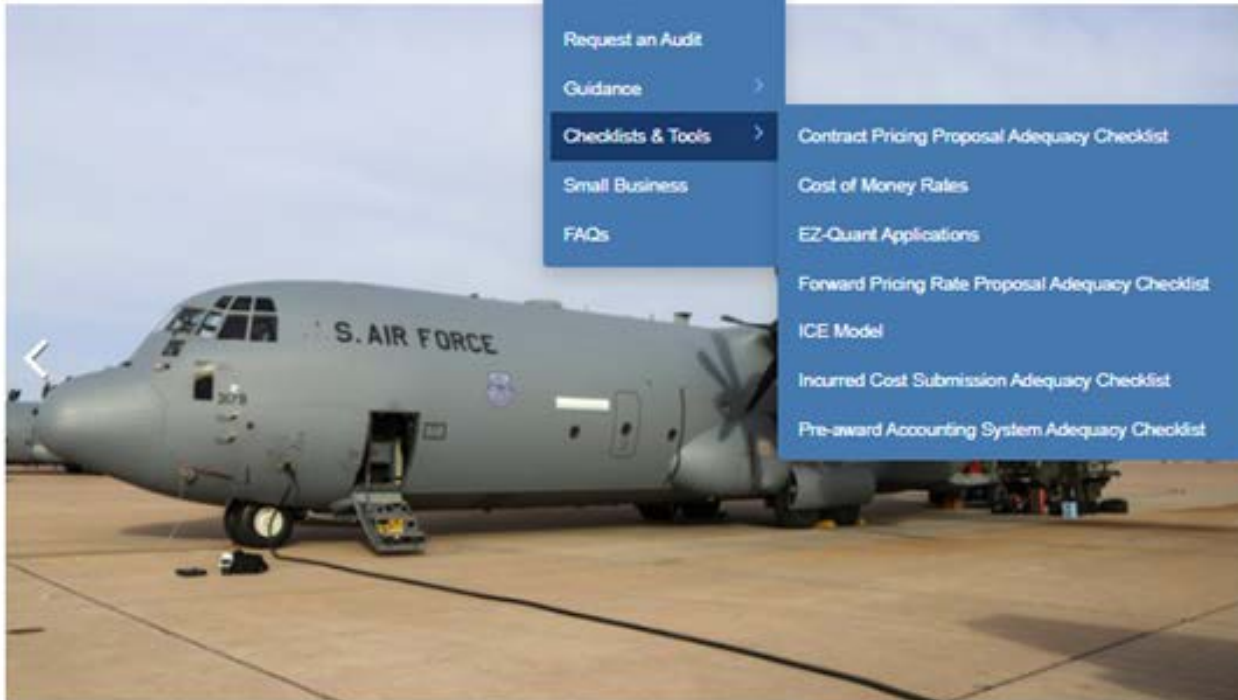 Request an Audit
Guidance
Checklists & Tools
Small Business
FAQs
Contract Pricing Proposal Adequacy Checklist
Cost of Money Rates
EZ-Quant Applications
Forward Pricing Rate Proposal Adequacy Checklist
ICE Model
Incurred Cost Submission Adequacy Checklist
Pre-award Accounting System Adequacy Checklist
S. AIR FORCE